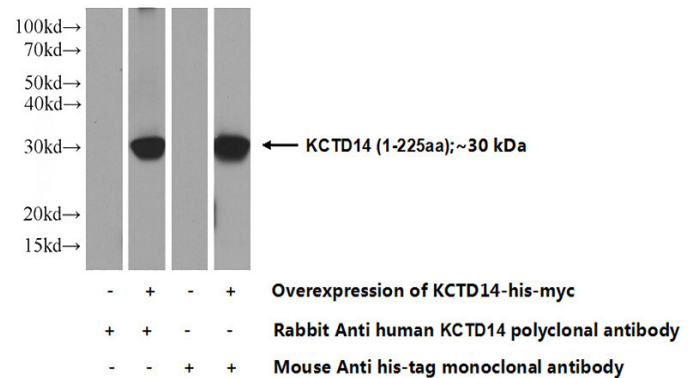 100kd→
70kd→
50kd→
40kd→
30kd→
20kd→
15kd→
← KCTD14 (1-225aa);~30 kDa
- + - + Overexpression of KCTD14-his-myc
+ + - - Rabbit Anti human KCTD14 polyclonal antibody
- - + + Mouse Anti his-tag monoclonal antibody